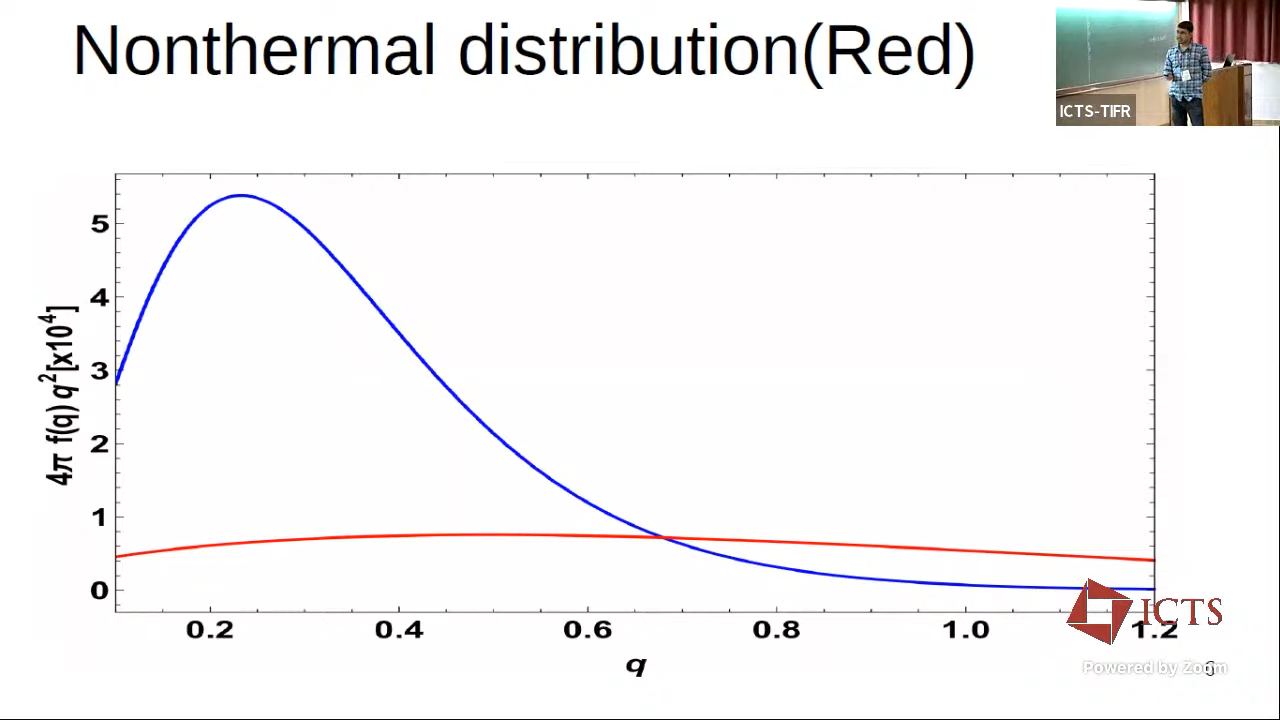 Nonthermal distribution(Red)
ICTS-TIFR
4π f(q) q²[x10⁴]
5
4
3
2
1
0
0.2 0.4 0.6 0.8 1.0 1.2
q
ICTS
Powered by Zoom
6